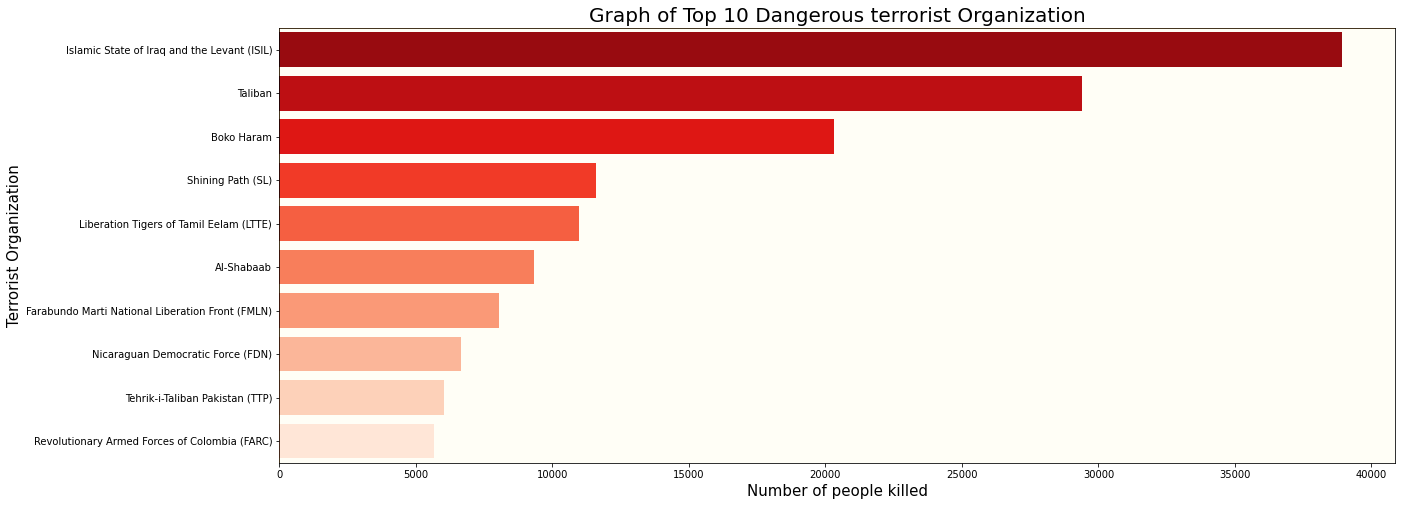 Graph of Top 10 Dangerous terrorist Organization
Terrorist Organization
Islamic State of Iraq and the Levant (ISIL)
Taliban
Boko Haram
Shining Path (SL)
Liberation Tigers of Tamil Eelam (LTTE)
Al-Shabaab
Farabundo Marti National Liberation Front (FMLN)
Nicaraguan Democratic Force (FDN)
Tehrik-i-Taliban Pakistan (TTP)
Revolutionary Armed Forces of Colombia (FARC)
0 5000 10000 15000 20000 25000 30000 35000 40000
Number of people killed